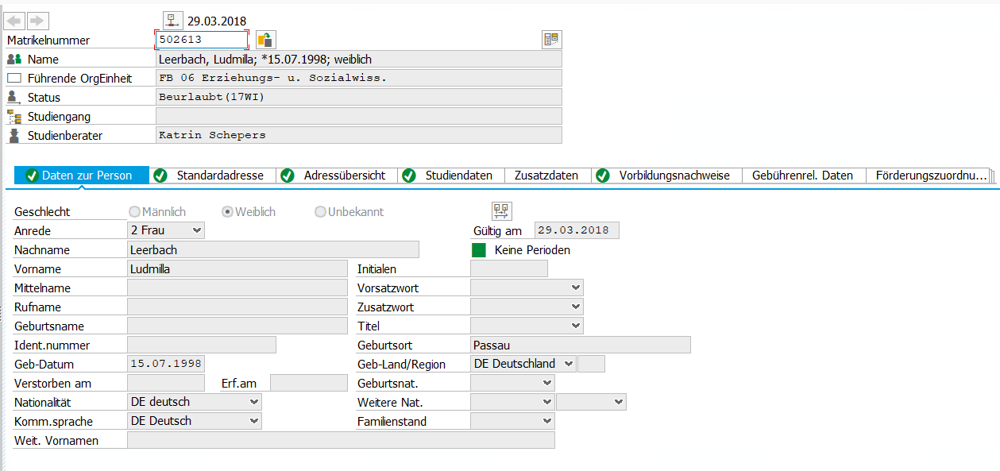 29.03.2018
Matrikelnummer 502613
Name Leerbach, Ludmilla; *15.07.1998; weiblich
Führende OrgEinheit FB 06 Erziehungs- u. Sozialwiss.
Status Beurlaubt(17WI)
Studiengang
Studienberater Katrin Schepers
Daten zur Person Standardadresse Adressübersicht Studiendaten Zusatzdaten Vorbildungsnachweise Gebührenrel. Daten Förderungszuordnu...
Geschlecht Männlich Weiblich Unbekannt
Anrede 2 Frau Gültig am 29.03.2018
Nachname Leerbach Keine Perioden
Vorname Ludmilla Initialen
Mittelname Vorsatzwort
Rufname Zusatzwort
Geburtsname Titel
Ident.nummer Geburtsort Passau
Geb-Datum 15.07.1998 Geb-Land/Region DE Deutschland
Verstorben am Erf.am Geburtsnat.
Nationalität DE deutsch Weitere Nat.
Komm.sprache DE Deutsch Familienstand
Weit. Vornamen